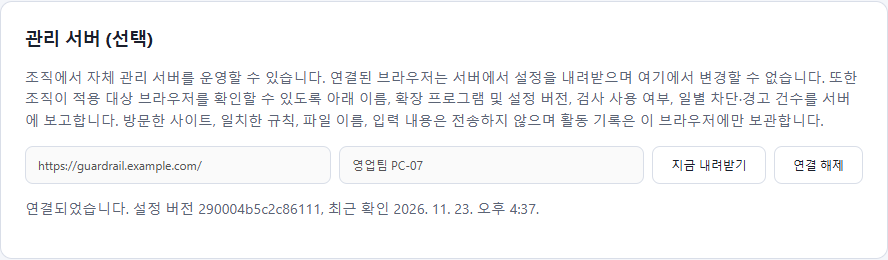 관리 서버 (선택)
조직에서 자체 관리 서버를 운영할 수 있습니다. 연결된 브라우저는 서버에서 설정을 내려받으며 여기에서 변경할 수 없습니다. 또한
조직이 적용 대상 브라우저를 확인할 수 있도록 아래 이름, 확장 프로그램 및 설정 버전, 검사 사용 여부, 일별 차단·경고 건수를 서버
에 보고합니다. 방문한 사이트, 일치한 규칙, 파일 이름, 입력 내용은 전송하지 않으며 활동 기록은 이 브라우저에만 보관합니다.
https://guardrail.example.com/ 영업팀 PC-07 지금 내려받기 연결 해제
연결되었습니다. 설정 버전 290004b5c2c86111, 최근 확인 2026. 11. 23. 오후 4:37.